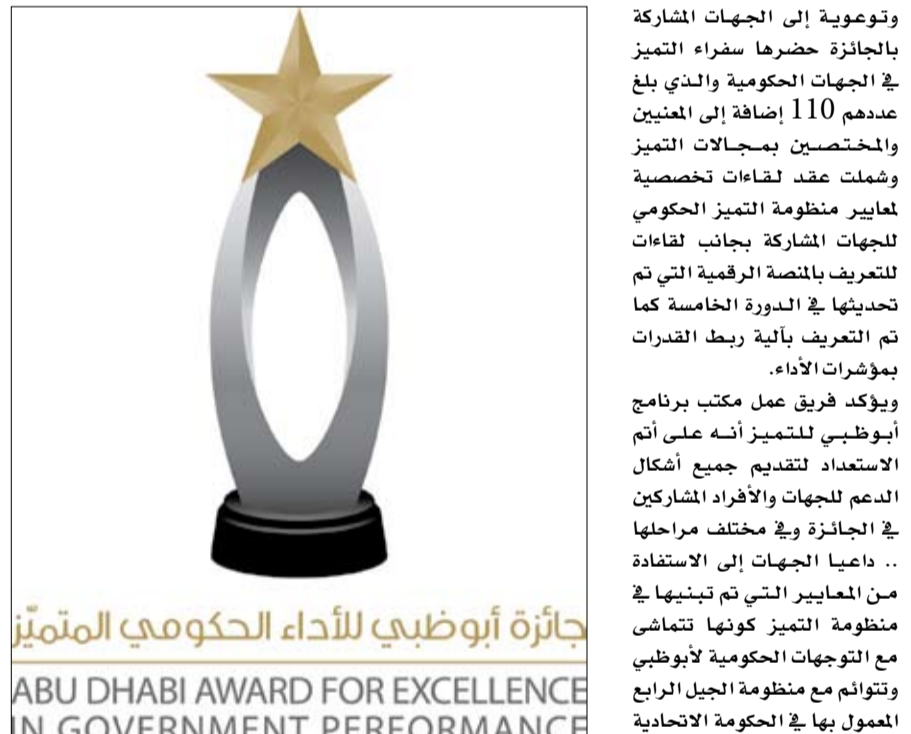 وتوعوية إلى الجهات المشاركة
بالجائزة حضرها سفراء التميز
في الجهات الحكومية والذي بلغ
عددهم 110 إضافة إلى المعنيين
والمختصين بمجالات التميز
وشملت عقد لقاءات تخصصية
لمعايير منظومة التميز الحكومي
للجهات المشاركة بجانب لقاءات
للتعريف بالمنصة الرقمية التي تم
تحديثها في الدورة الخامسة كما
تم التعريف بآلية ربط القدرات
بمؤشرات الأداء.
ويؤكد فريق عمل مكتب برنامج
أبوظبي للتميز أنه على أتم
الاستعداد لتقديم جميع أشكال
الدعم للجهات والأفراد المشاركين
في الجائزة وفي مختلف مراحلها
.. داعيا الجهات إلى الاستفادة
من المعايير التي تم تبنيها في
منظومة التميز كونها تتماشى
مع التوجهات الحكومية لأبوظبي
وتتوائم مع منظومة الجيل الرابع
المعمول بها في الحكومة الاتحادية
جائزة أبوظبي للأداء الحكومي المتميّز
ABU DHABI AWARD FOR EXCELLENCE
IN GOVERNMENT PERFORMANCE